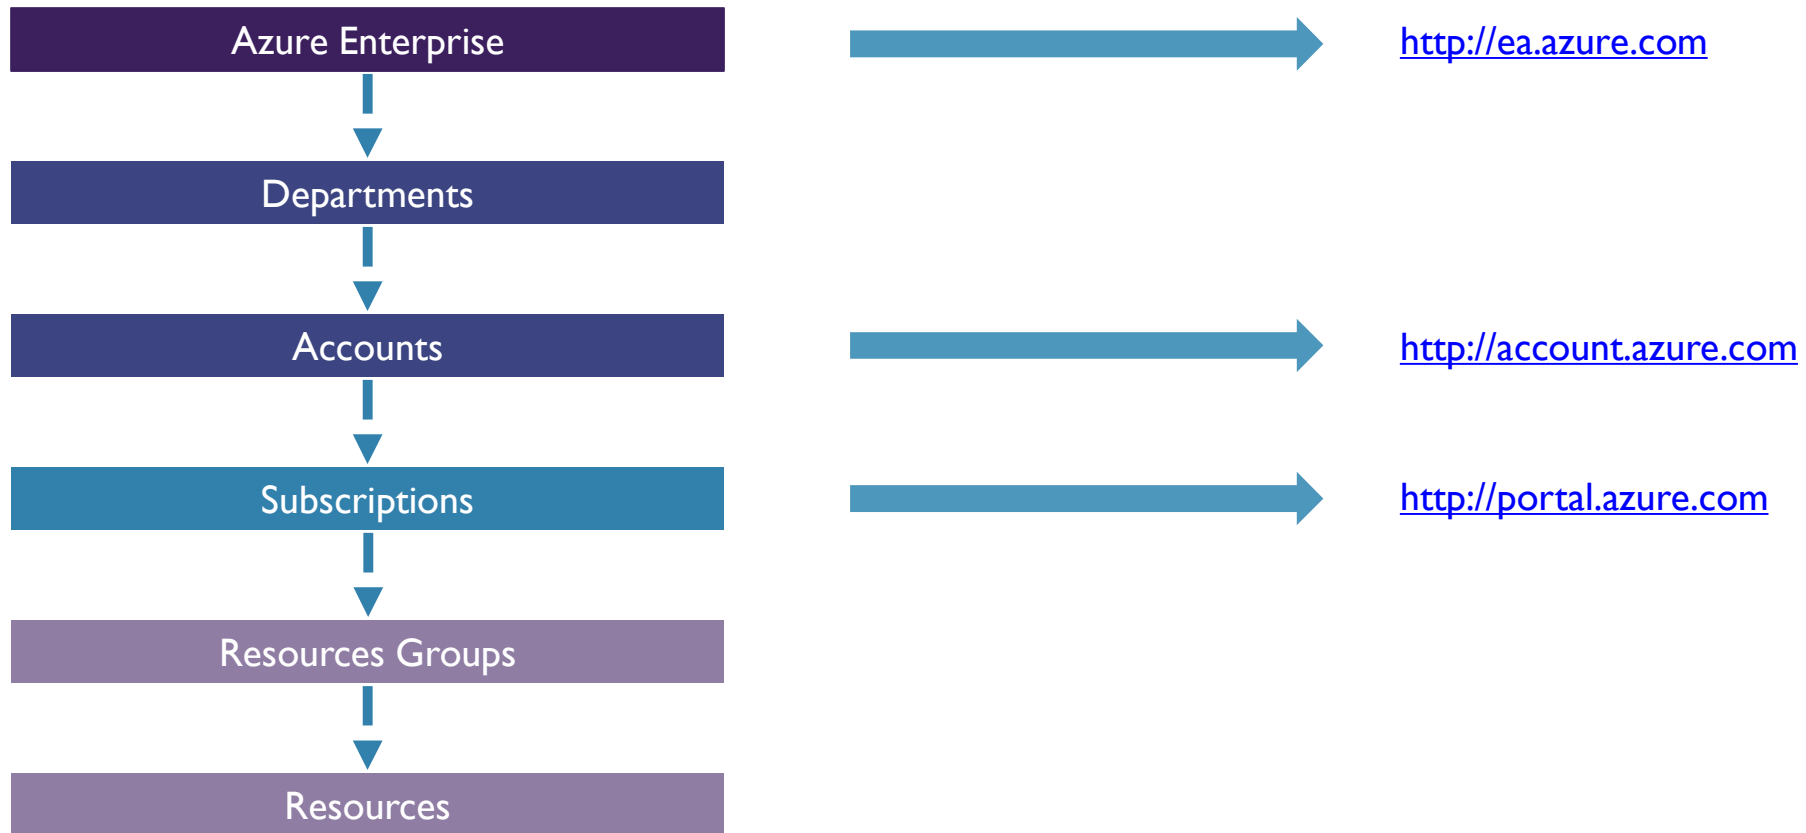 Azure Enterprise
http://ea.azure.com
Departments
Accounts
http://account.azure.com
Subscriptions
http://portal.azure.com
Resources Groups
Resources